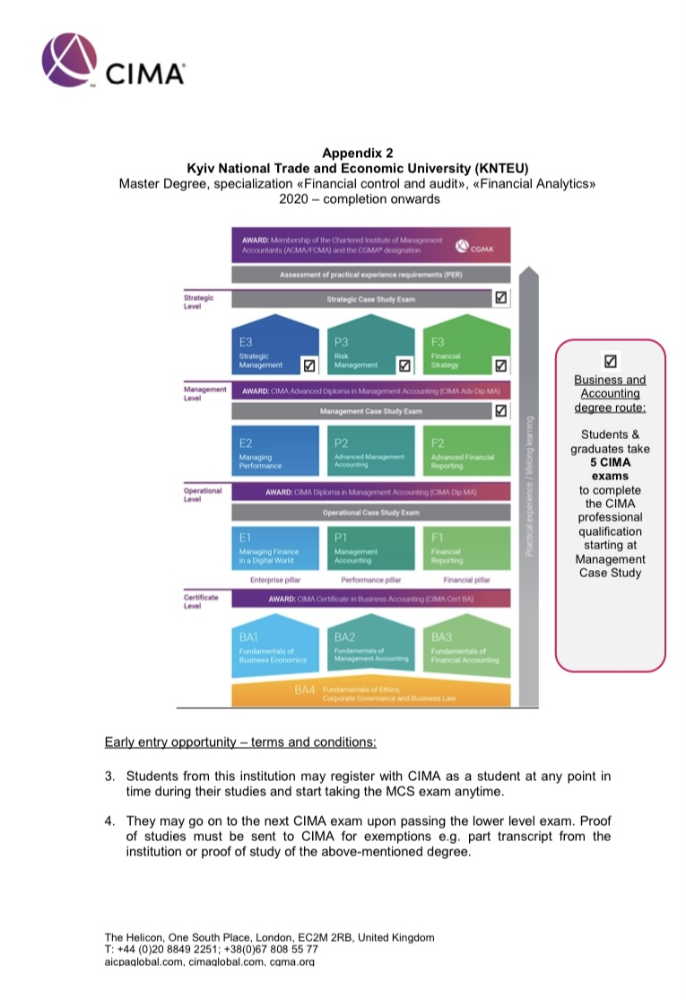 CIMA
Appendix 2
Kyiv National Trade and Economic University (KNTEU)
Master Degree, specialization «Financial control and audit», «Financial Analytics»
2020 – completion onwards
AWARD: Membership of the Chartered Institute of Management
Accountants (ACMA/FCMA) and the CGMA® designation
CGMA
Assessment of practical experience requirements (PER)
Strategic
Level
Strategic Case Study Exam
☑
E3
Strategic
Management
☑
P3
Risk
Management
☑
F3
Financial
Strategy
☑
Management
Level
AWARD: CIMA Advanced Diploma in Management Accounting (CIMA Adv Dip MA)
Management Case Study Exam
☑
E2
Managing
Performance
P2
Advanced Management
Accounting
F2
Advanced Financial
Reporting
Operational
Level
AWARD: CIMA Diploma in Management Accounting (CIMA Dip MA)
Operational Case Study Exam
E1
Managing Finance
in a Digital World
P1
Management
Accounting
F1
Financial
Reporting
Enterprise pillar
Performance pillar
Financial pillar
Certificate
Level
AWARD: CIMA Certificate in Business Accounting (CIMA Cert BA)
BA1
Fundamentals of
Business Economics
BA2
Fundamentals of
Management Accounting
BA3
Fundamentals of
Financial Accounting
BA4
Fundamentals of Ethics,
Corporate Governance and Business Law
Practical experience / lifelong learning
☑
Business and
Accounting
degree route:
Students &
graduates take
5 CIMA
exams
to complete
the CIMA
professional
qualification
starting at
Management
Case Study
Early entry opportunity – terms and conditions:
3. Students from this institution may register with CIMA as a student at any point in
time during their studies and start taking the MCS exam anytime.
4. They may go on to the next CIMA exam upon passing the lower level exam. Proof
of studies must be sent to CIMA for exemptions e.g. part transcript from the
institution or proof of study of the above-mentioned degree.
The Helicon, One South Place, London, EC2M 2RB, United Kingdom
T: +44 (0)20 8849 2251; +38(0)67 808 55 77
aicpaglobal.com, cimaglobal.com, cgma.org